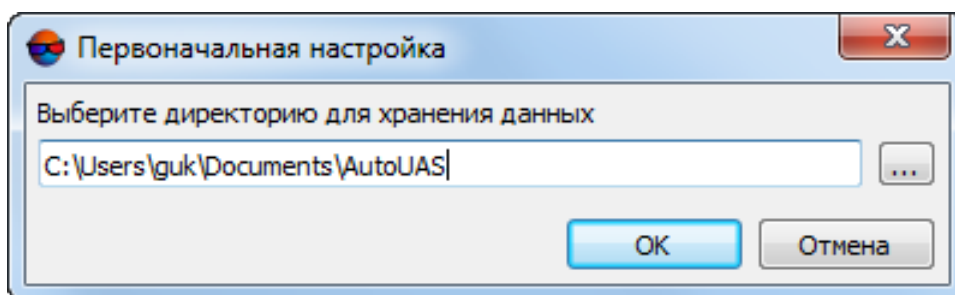 Первоначальная настройка
Выберите директорию для хранения данных
C:\Users\guk\Documents\AutoUAS
...
OK
Отмена